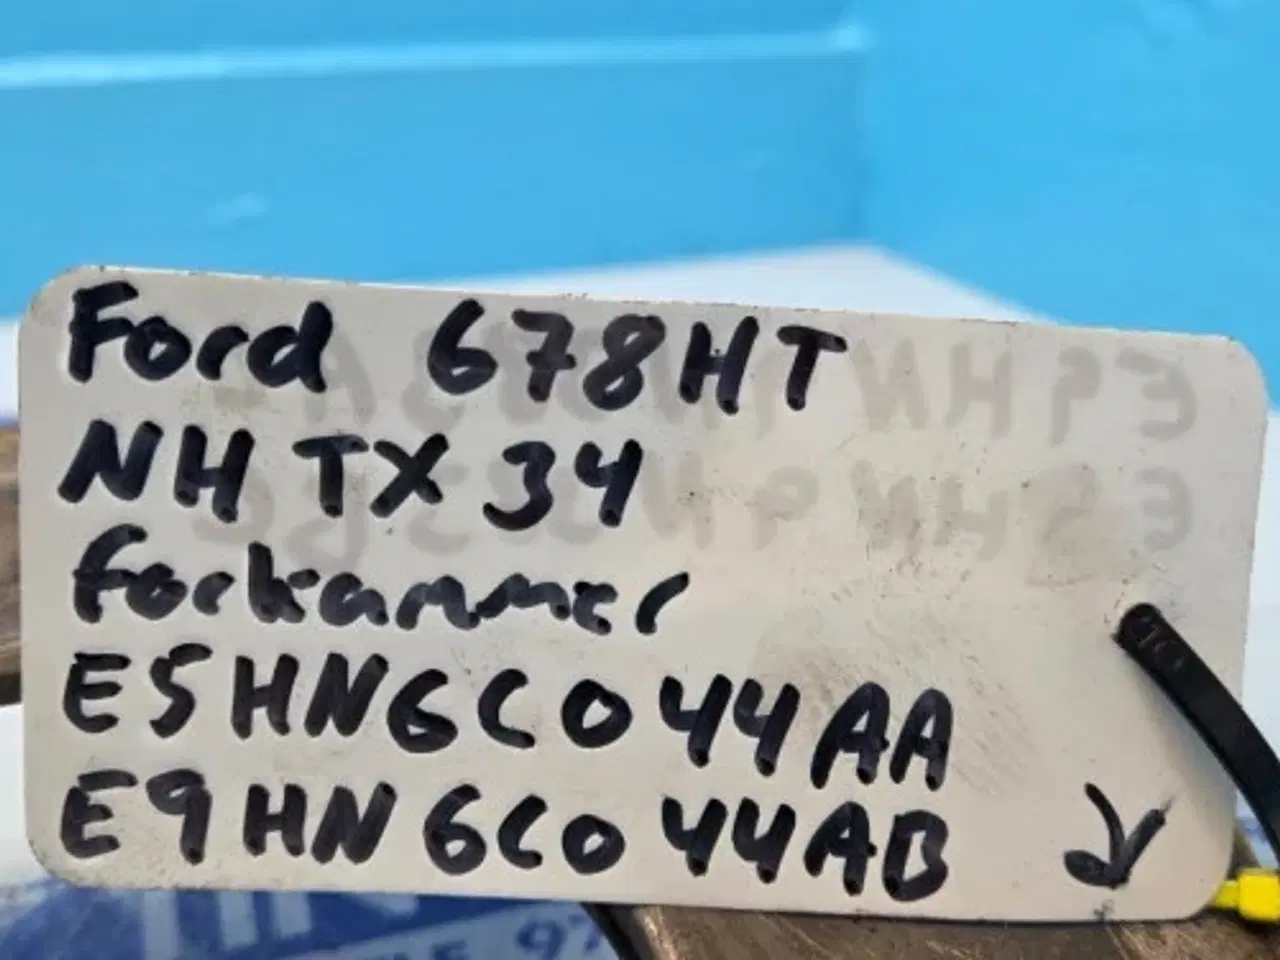 Ford 678HT
NH TX 34
forkammer
E5HN6C044AA
E9HN6C044AB